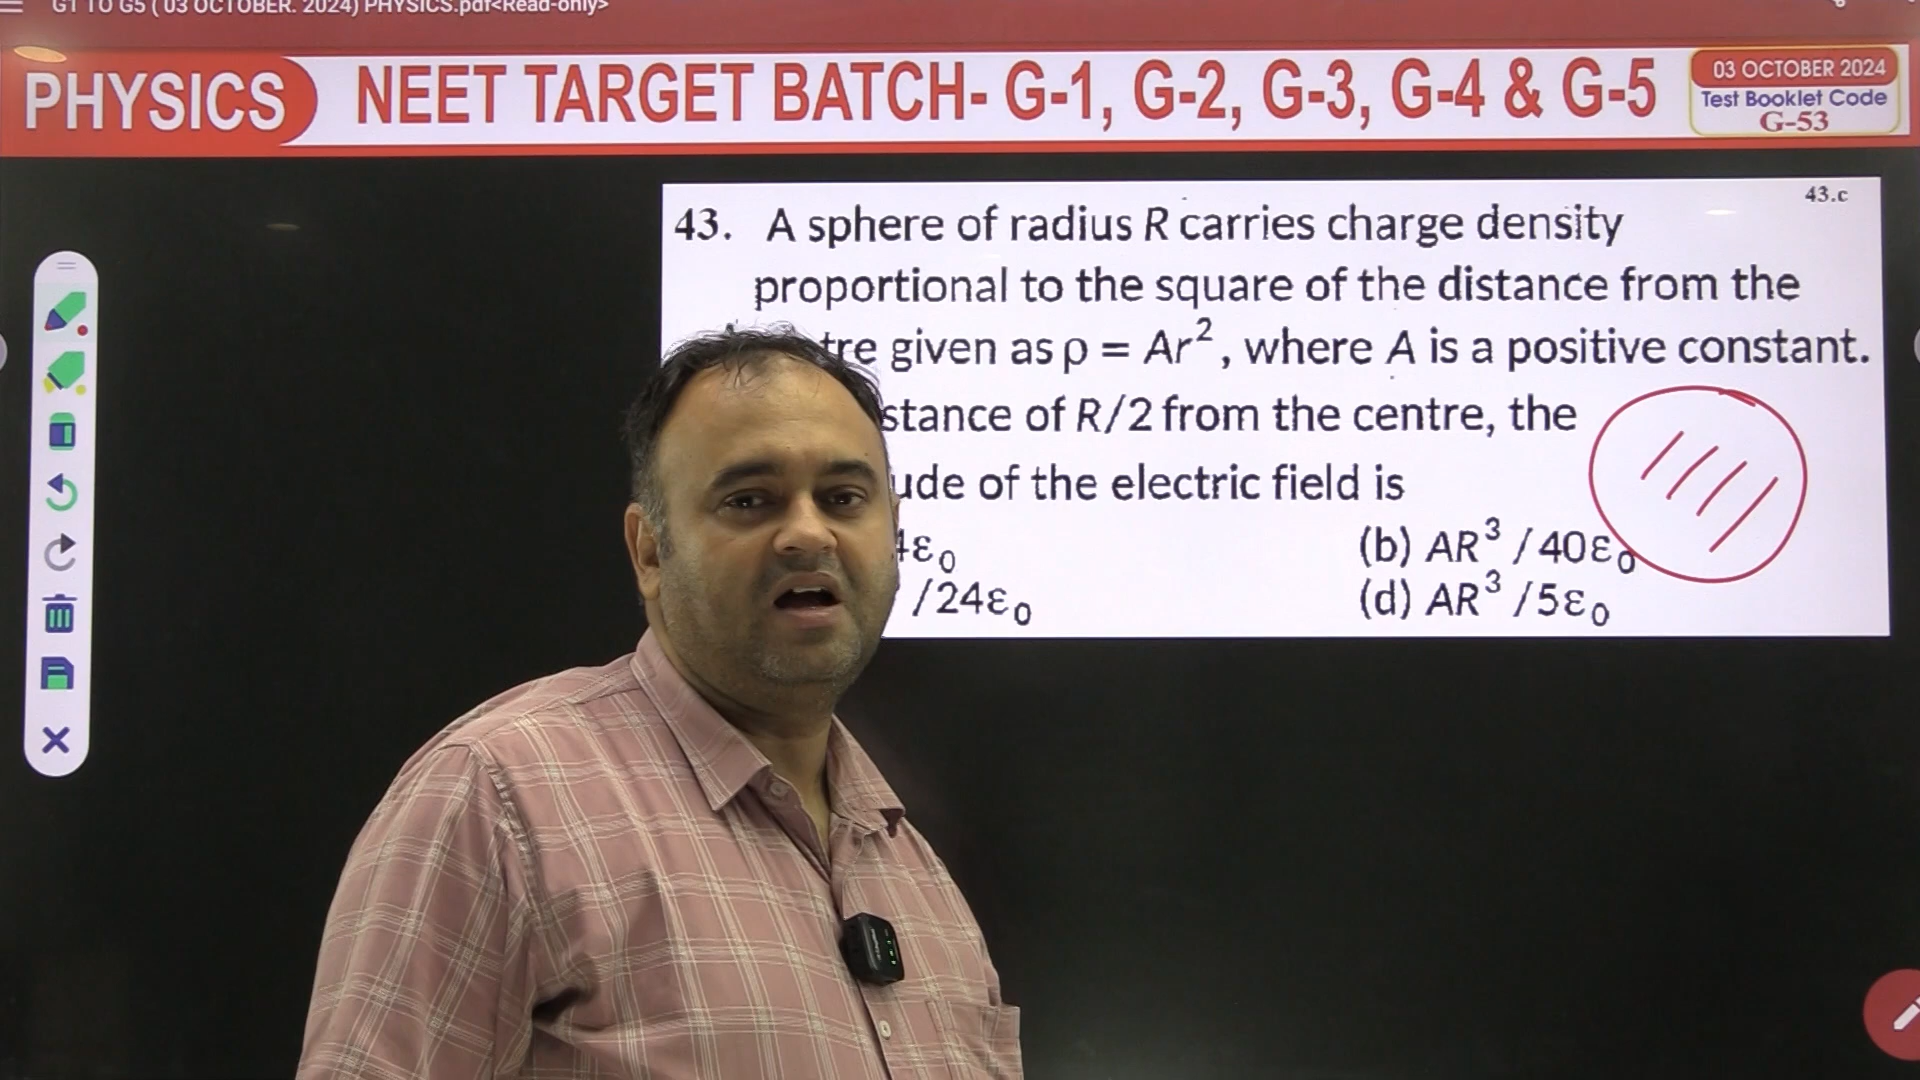 G1 TO G5 ( 03 OCTOBER. 2024) PHYSICS.pdf<Read-only>
PHYSICS
NEET TARGET BATCH- G-1, G-2, G-3, G-4 & G-5
03 OCTOBER 2024
Test Booklet Code
G-53
43.c
43. A sphere of radius R carries charge density
proportional to the square of the distance from the
tre given as ρ = Ar², where A is a positive constant.
stance of R/2 from the centre, the
ude of the electric field is
4ε₀ (b) AR³ /40ε₀
/24ε₀ (d) AR³ /5ε₀